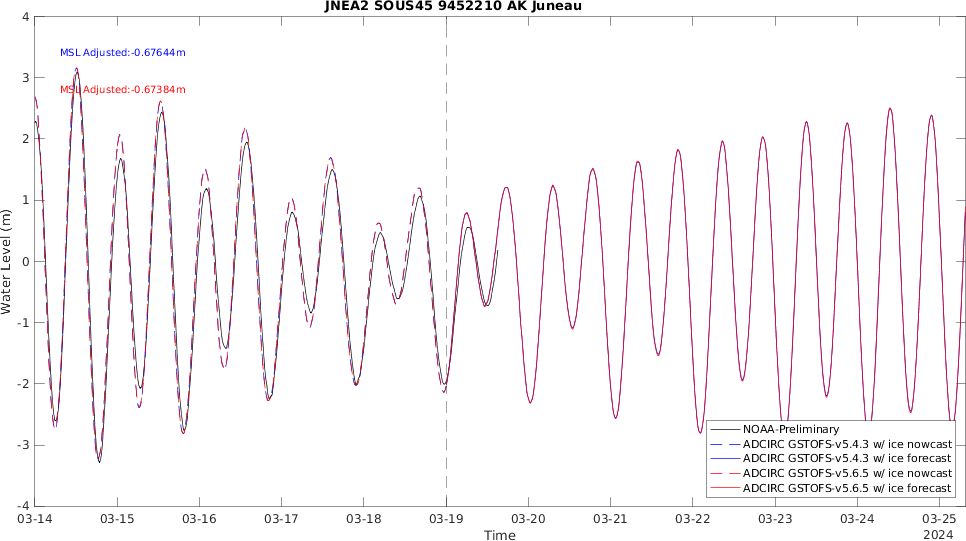 JNEA2 SOUS45 9452210 AK Juneau
4
3
2
1
0
-1
-2
-3
-4
Water Level (m)
MSL Adjusted:-0.67644m
MSL Adjusted:-0.67384m
NOAA-Preliminary
ADCIRC GSTOFS-v5.4.3 w/ ice nowcast
ADCIRC GSTOFS-v5.4.3 w/ ice forecast
ADCIRC GSTOFS-v5.6.5 w/ ice nowcast
ADCIRC GSTOFS-v5.6.5 w/ ice forecast
03-14 03-15 03-16 03-17 03-18 03-19 03-20 03-21 03-22 03-23 03-24 03-25
Time
2024